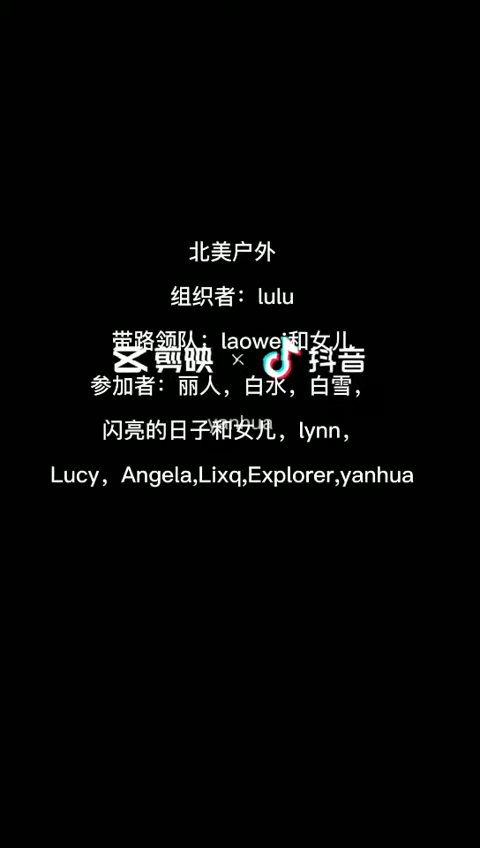 北美户外
组织者：lulu
带路领队：laowei和女儿
剪映 × 抖音
参加者：丽人，白水，白雪，
yanhua
闪亮的日子和女儿，lynn，
Lucy，Angela,Lixq,Explorer,yanhua